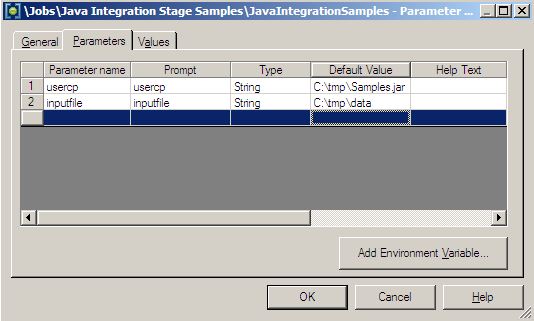 \Jobs\Java Integration Stage Samples\JavaIntegrationSamples - Parameter ...
General Parameters Values
Parameter name Prompt Type Default Value Help Text
1 usercp usercp String C:\tmp\Samples.jar
2 inputfile inputfile String C:\tmp\data
Add Environment Variable...
OK Cancel Help